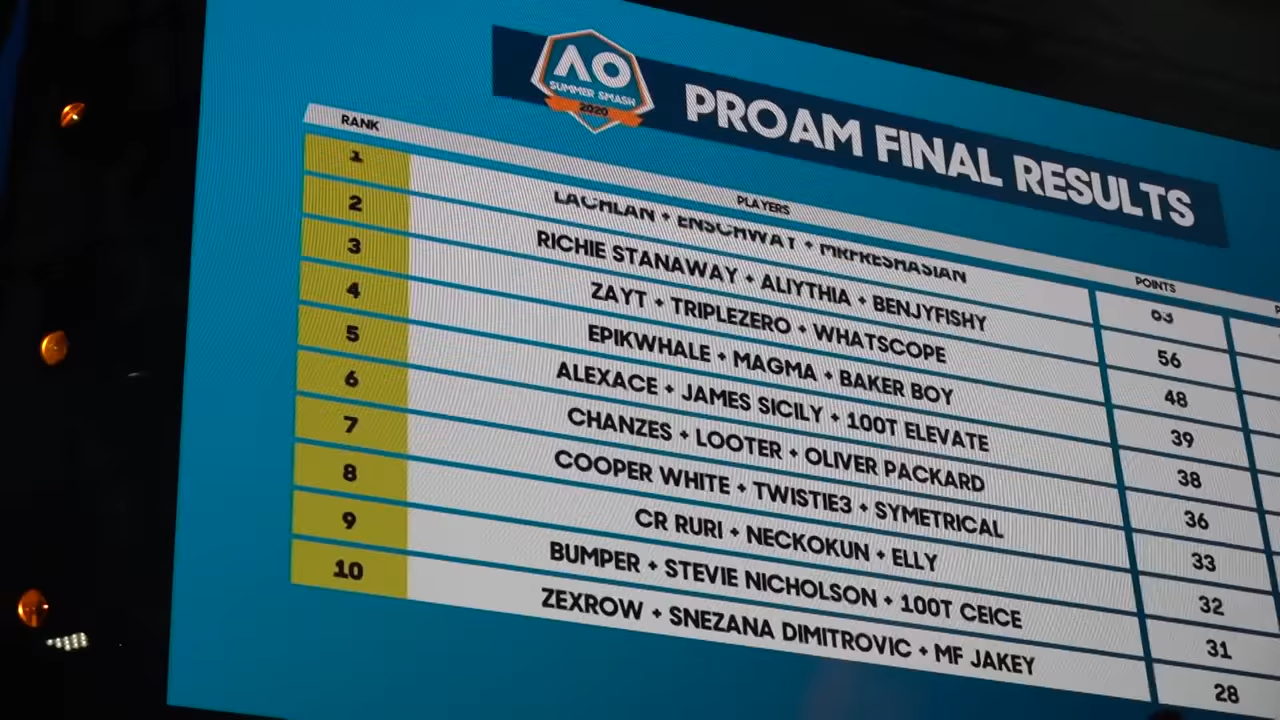 AO
SUMMER SMASH
2020
PROAM FINAL RESULTS
RANK PLAYERS POINTS
1 LACHLAN + ENSCHWAY + MRFRESHASIAN
2 RICHIE STANAWAY + ALIYTHIA + BENJYFISHY 56
3 ZAYT + TRIPLEZERO + WHATSCOPE 48
4 EPIKWHALE + MAGMA + BAKER BOY 39
5 ALEXACE + JAMES SICILY + 100T ELEVATE 38
6 CHANZES + LOOTER + OLIVER PACKARD 36
7 COOPER WHITE + TWISTIE3 + SYMETRICAL 33
8 CR RURI + NECKOKUN + ELLY 32
9 BUMPER + STEVIE NICHOLSON + 100T CEICE 31
10 ZEXROW + SNEZANA DIMITROVIC + MF JAKEY 28